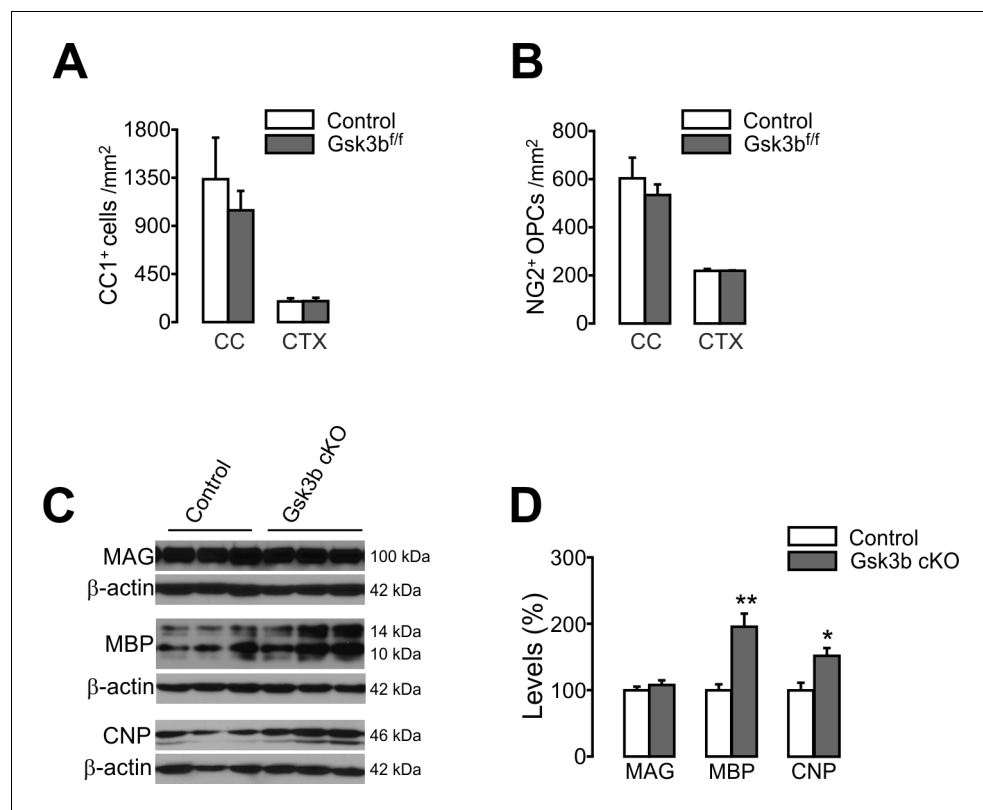 A
CC1⁺ cells /mm²
1800
1350
900
450
0
Control
Gsk3bᶠ/ᶠ
CC
CTX
B
NG2⁺ OPCs /mm²
800
600
400
200
0
Control
Gsk3bᶠ/ᶠ
CC
CTX
C
Control
Gsk3b cKO
MAG
100 kDa
β-actin
42 kDa
MBP
14 kDa
10 kDa
β-actin
42 kDa
CNP
46 kDa
β-actin
42 kDa
D
Levels (%)
300
200
100
0
Control
Gsk3b cKO
**
*
MAG
MBP
CNP